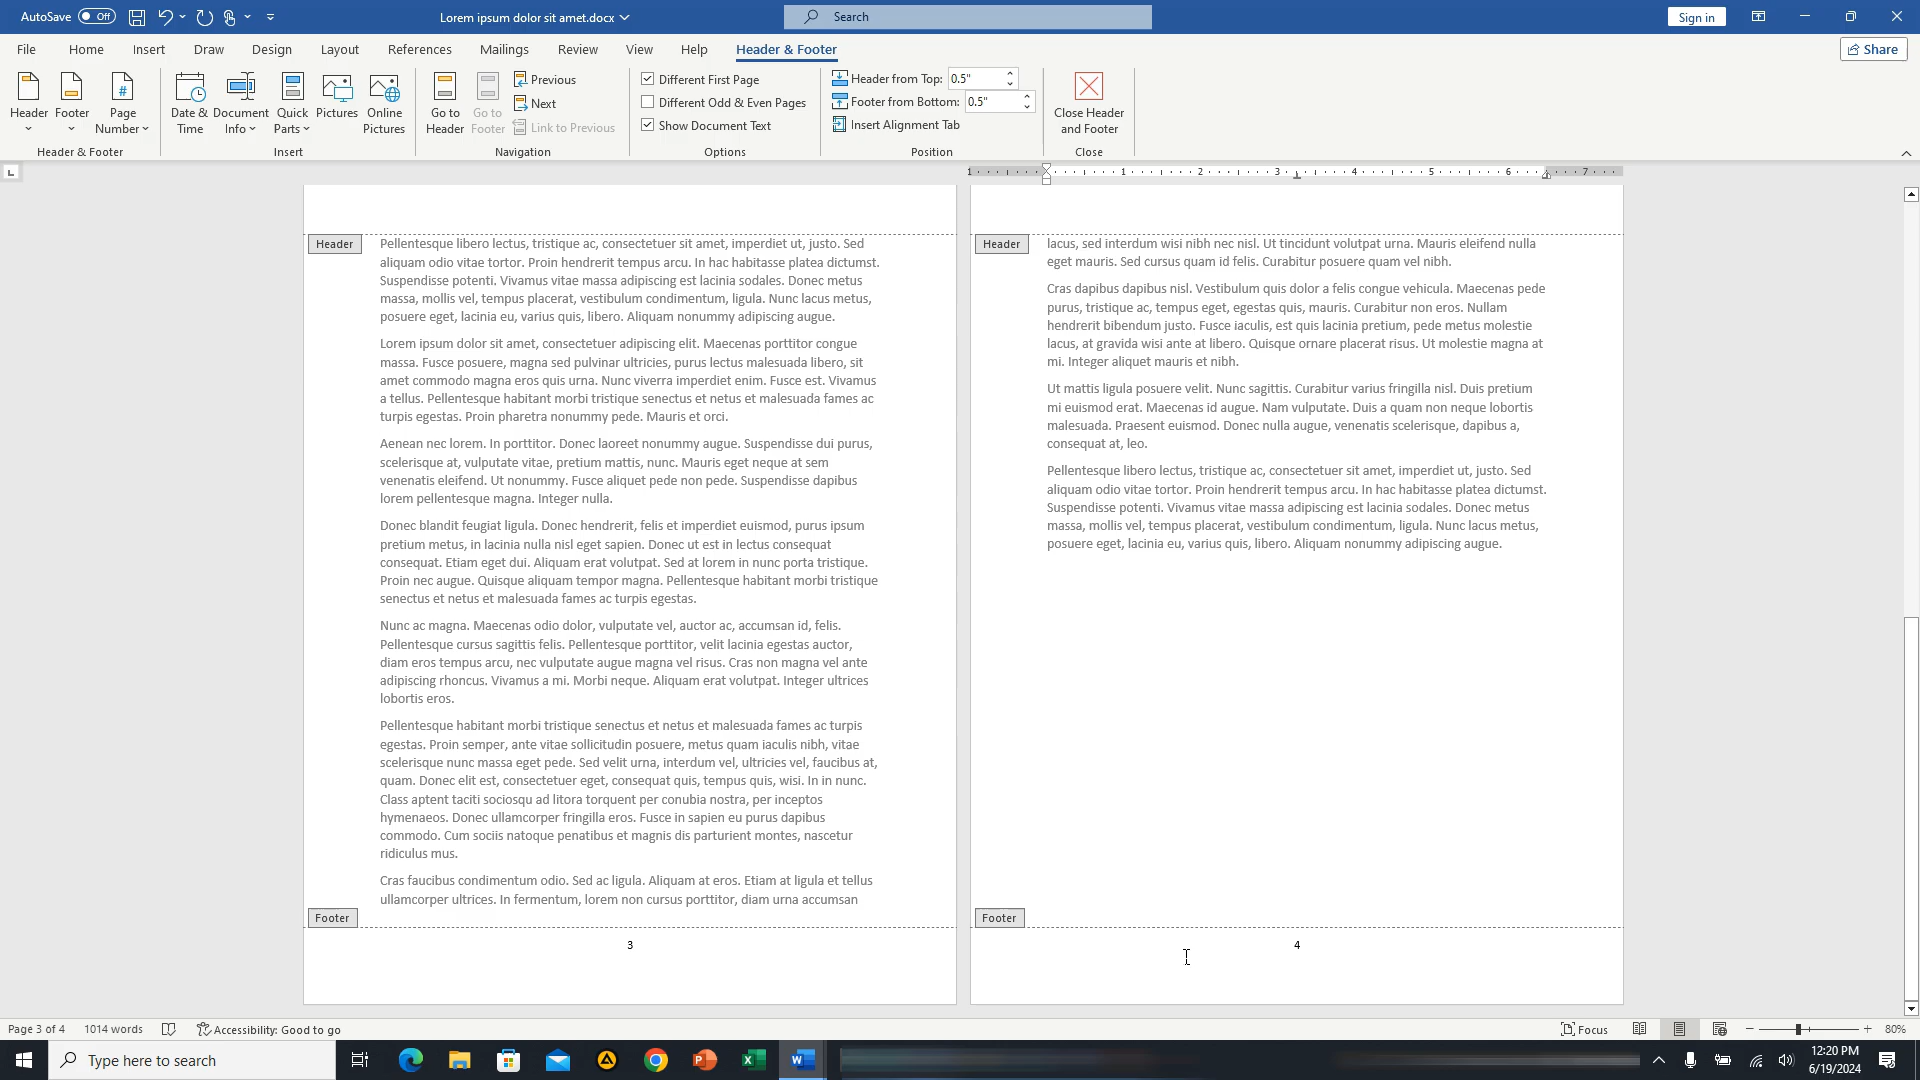 AutoSave Off Lorem ipsum dolor sit amet.docx Search Sign in
File Home Insert Draw Design Layout References Mailings Review View Help Header & Footer Share
Header
Footer
Page Number
Header & Footer
Date & Time
Document Info
Quick Parts
Pictures
Online Pictures
Insert
Go to Header
Go to Footer
Previous
Next
Link to Previous
Navigation
Different First Page
Different Odd & Even Pages
Show Document Text
Options
Header from Top: 0.5"
Footer from Bottom: 0.5"
Insert Alignment Tab
Position
Close Header and Footer
Close
1 1 2 3 4 5 6 7
Header
Pellentesque libero lectus, tristique ac, consectetuer sit amet, imperdiet ut, justo. Sed
aliquam odio vitae tortor. Proin hendrerit tempus arcu. In hac habitasse platea dictumst.
Suspendisse potenti. Vivamus vitae massa adipiscing est lacinia sodales. Donec metus
massa, mollis vel, tempus placerat, vestibulum condimentum, ligula. Nunc lacus metus,
posuere eget, lacinia eu, varius quis, libero. Aliquam nonummy adipiscing augue.
Lorem ipsum dolor sit amet, consectetuer adipiscing elit. Maecenas porttitor congue
massa. Fusce posuere, magna sed pulvinar ultricies, purus lectus malesuada libero, sit
amet commodo magna eros quis urna. Nunc viverra imperdiet enim. Fusce est. Vivamus
a tellus. Pellentesque habitant morbi tristique senectus et netus et malesuada fames ac
turpis egestas. Proin pharetra nonummy pede. Mauris et orci.
Aenean nec lorem. In porttitor. Donec laoreet nonummy augue. Suspendisse dui purus,
scelerisque at, vulputate vitae, pretium mattis, nunc. Mauris eget neque at sem
venenatis eleifend. Ut nonummy. Fusce aliquet pede non pede. Suspendisse dapibus
lorem pellentesque magna. Integer nulla.
Donec blandit feugiat ligula. Donec hendrerit, felis et imperdiet euismod, purus ipsum
pretium metus, in lacinia nulla nisl eget sapien. Donec ut est in lectus consequat
consequat. Etiam eget dui. Aliquam erat volutpat. Sed at lorem in nunc porta tristique.
Proin nec augue. Quisque aliquam tempor magna. Pellentesque habitant morbi tristique
senectus et netus et malesuada fames ac turpis egestas.
Nunc ac magna. Maecenas odio dolor, vulputate vel, auctor ac, accumsan id, felis.
Pellentesque cursus sagittis felis. Pellentesque porttitor, velit lacinia egestas auctor,
diam eros tempus arcu, nec vulputate augue magna vel risus. Cras non magna vel ante
adipiscing rhoncus. Vivamus a mi. Morbi neque. Aliquam erat volutpat. Integer ultrices
lobortis eros.
Pellentesque habitant morbi tristique senectus et netus et malesuada fames ac turpis
egestas. Proin semper, ante vitae sollicitudin posuere, metus quam iaculis nibh, vitae
scelerisque nunc massa eget pede. Sed velit urna, interdum vel, ultricies vel, faucibus at,
quam. Donec elit est, consectetuer eget, consequat quis, tempus quis, wisi. In in nunc.
Class aptent taciti sociosqu ad litora torquent per conubia nostra, per inceptos
hymenaeos. Donec ullamcorper fringilla eros. Fusce in sapien eu purus dapibus
commodo. Cum sociis natoque penatibus et magnis dis parturient montes, nascetur
ridiculus mus.
Cras faucibus condimentum odio. Sed ac ligula. Aliquam at eros. Etiam at ligula et tellus
ullamcorper ultrices. In fermentum, lorem non cursus porttitor, diam urna accumsan
Footer
3
Header
lacus, sed interdum wisi nibh nec nisl. Ut tincidunt volutpat urna. Mauris eleifend nulla
eget mauris. Sed cursus quam id felis. Curabitur posuere quam vel nibh.
Cras dapibus dapibus nisl. Vestibulum quis dolor a felis congue vehicula. Maecenas pede
purus, tristique ac, tempus eget, egestas quis, mauris. Curabitur non eros. Nullam
hendrerit bibendum justo. Fusce iaculis, est quis lacinia pretium, pede metus molestie
lacus, at gravida wisi ante at libero. Quisque ornare placerat risus. Ut molestie magna at
mi. Integer aliquet mauris et nibh.
Ut mattis ligula posuere velit. Nunc sagittis. Curabitur varius fringilla nisl. Duis pretium
mi euismod erat. Maecenas id augue. Nam vulputate. Duis a quam non neque lobortis
malesuada. Praesent euismod. Donec nulla augue, venenatis scelerisque, dapibus a,
consequat at, leo.
Pellentesque libero lectus, tristique ac, consectetuer sit amet, imperdiet ut, justo. Sed
aliquam odio vitae tortor. Proin hendrerit tempus arcu. In hac habitasse platea dictumst.
Suspendisse potenti. Vivamus vitae massa adipiscing est lacinia sodales. Donec metus
massa, mollis vel, tempus placerat, vestibulum condimentum, ligula. Nunc lacus metus,
posuere eget, lacinia eu, varius quis, libero. Aliquam nonummy adipiscing augue.
Footer
4
Page 3 of 4 1014 words Accessibility: Good to go Focus 80%
Type here to search
12:20 PM
6/19/2024